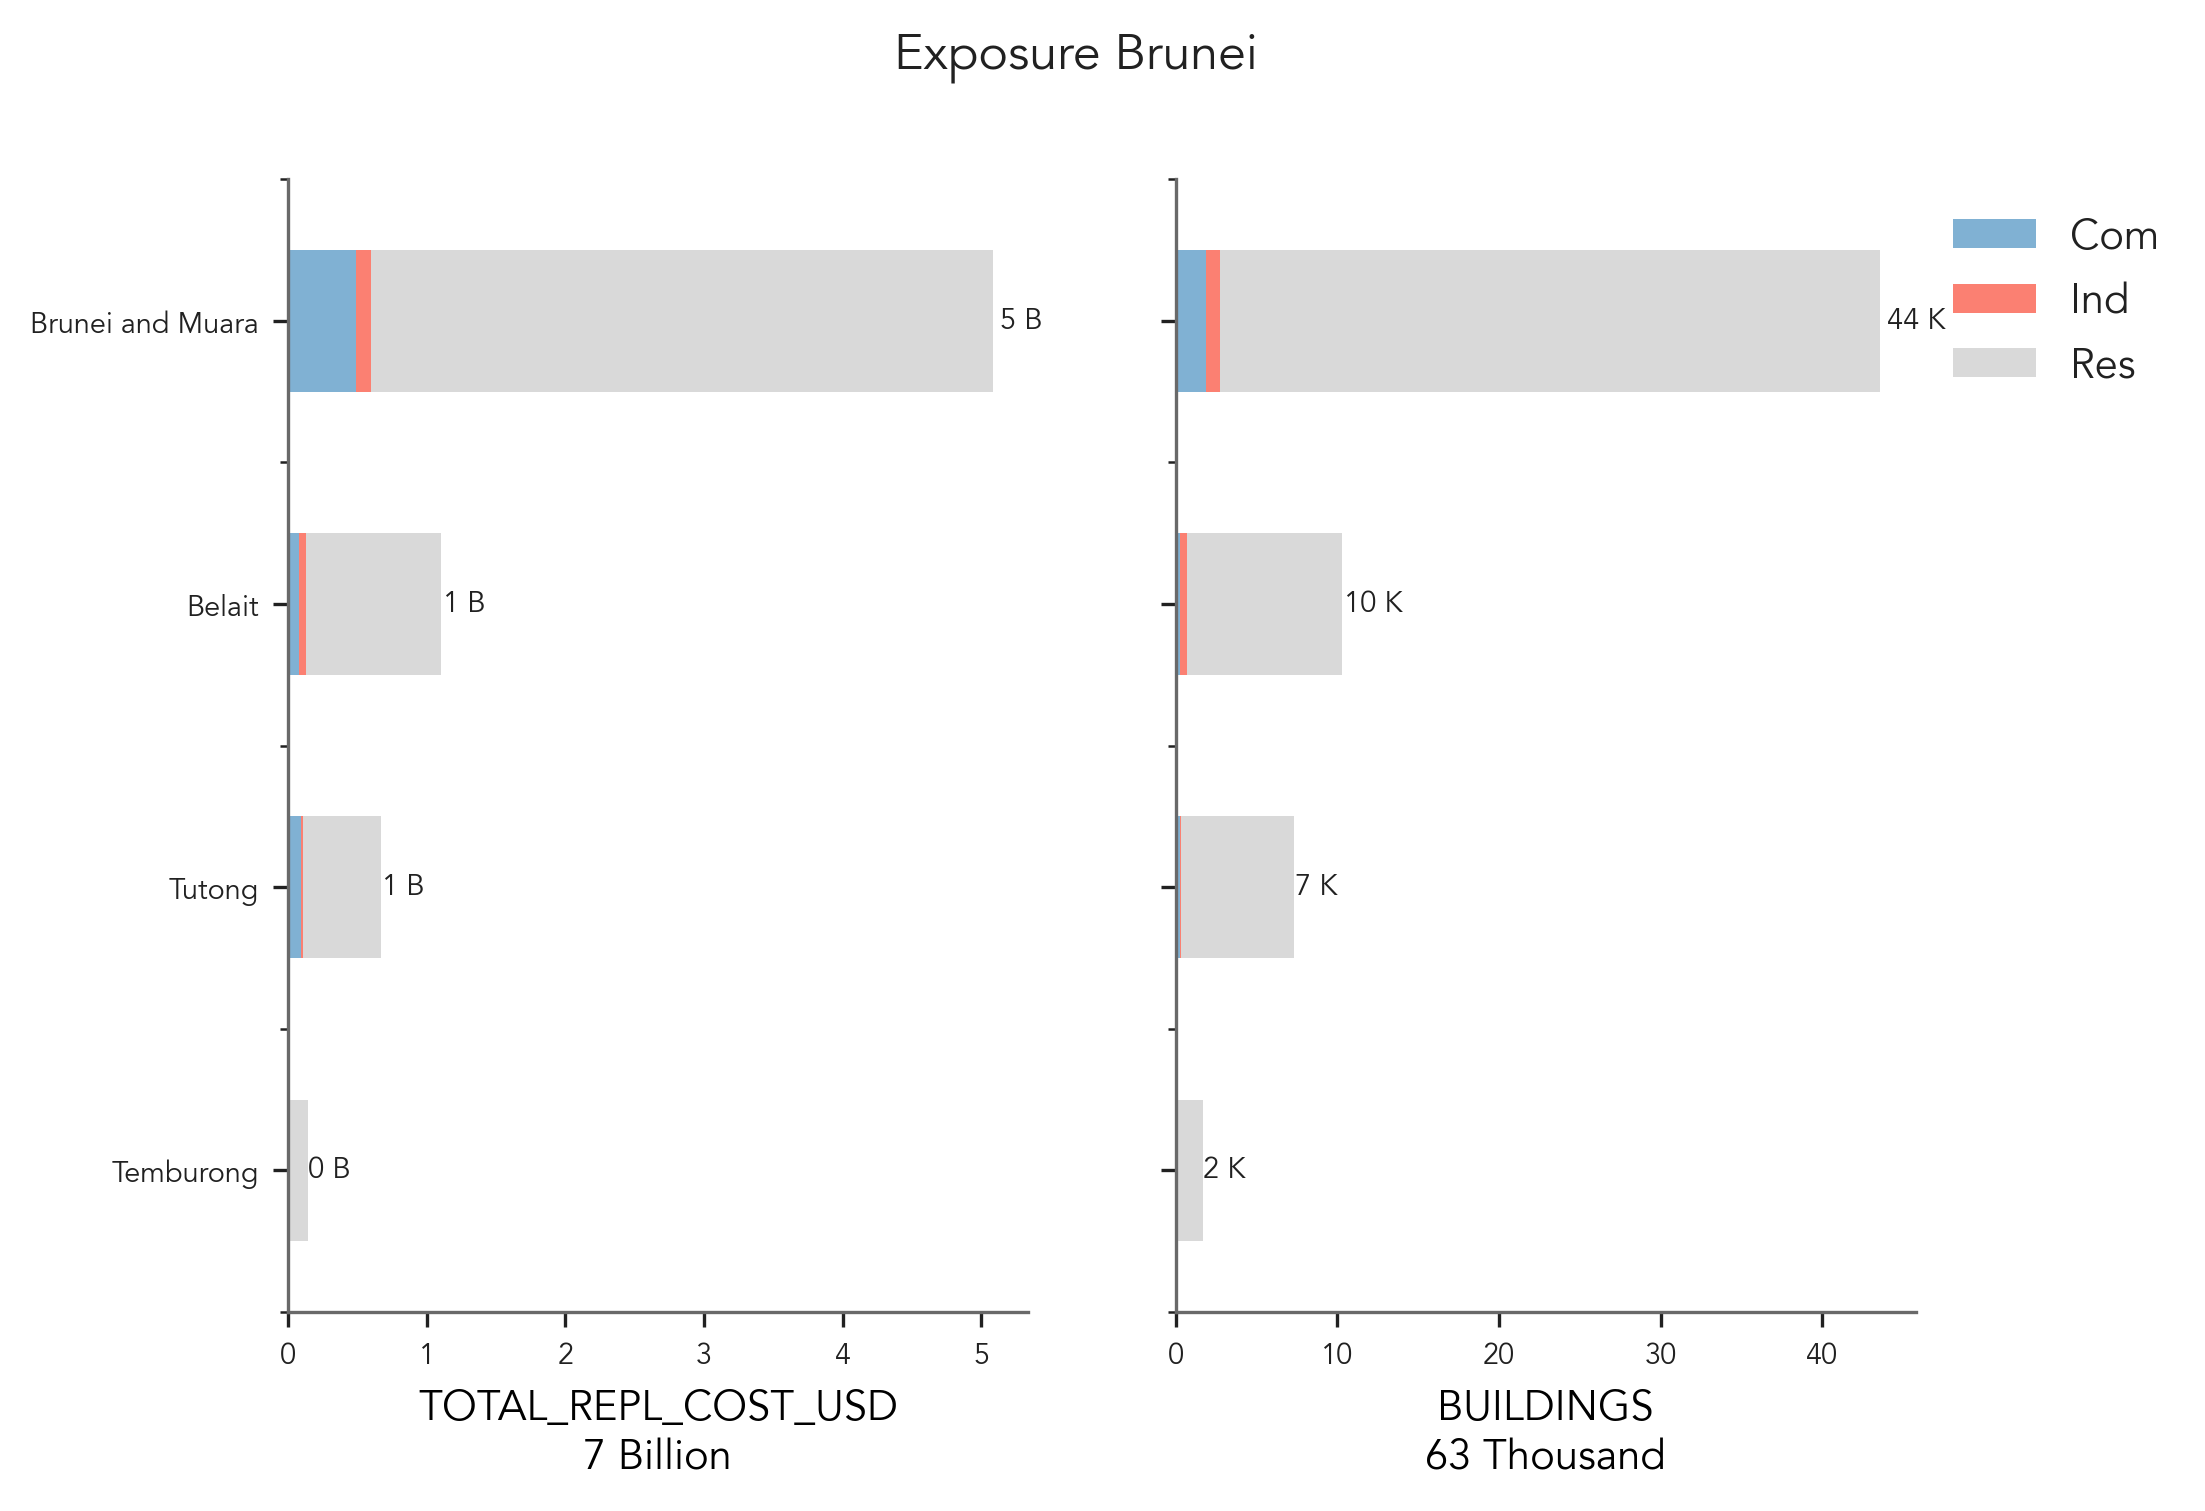 Exposure Brunei
Brunei and Muara
Belait
Tutong
Temburong
5 B
1 B
1 B
0 B
0 1 2 3 4 5
TOTAL_REPL_COST_USD
7 Billion
44 K
10 K
7 K
2 K
0 10 20 30 40
BUILDINGS
63 Thousand
Com
Ind
Res